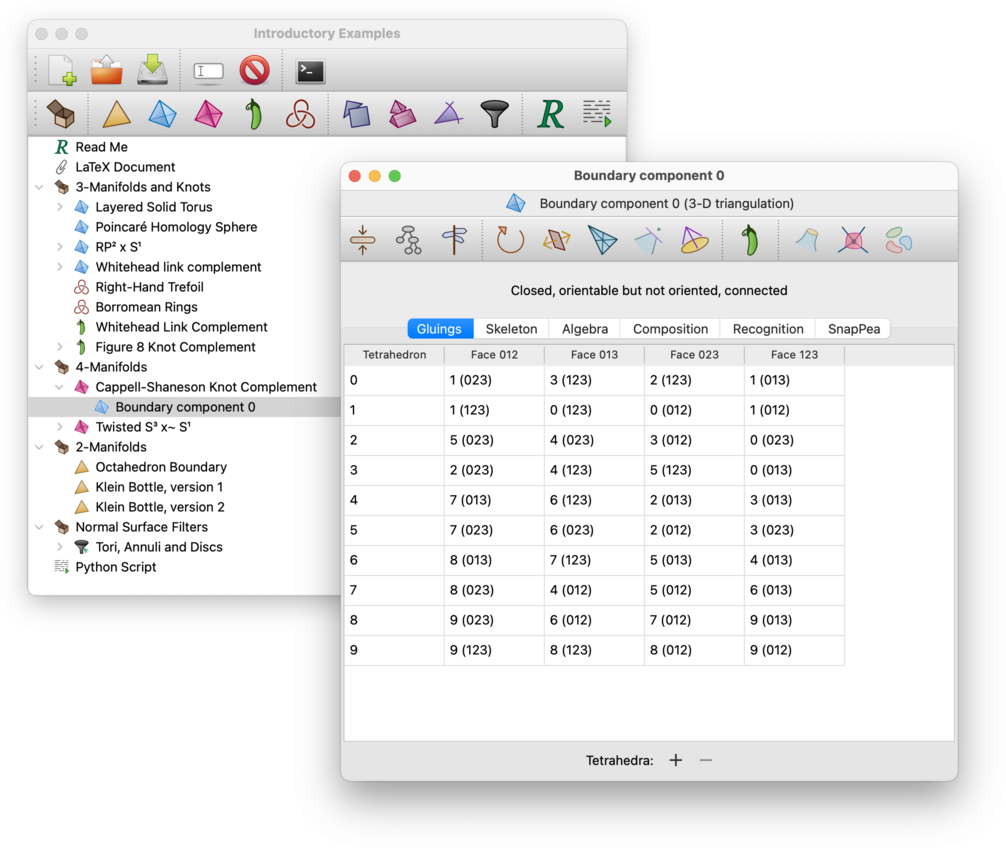 Introductory Examples
R
Read Me
LaTeX Document
3-Manifolds and Knots
Layered Solid Torus
Poincaré Homology Sphere
RP² x S¹
Whitehead link complement
Right-Hand Trefoil
Borromean Rings
Whitehead Link Complement
Figure 8 Knot Complement
4-Manifolds
Cappell-Shaneson Knot Complement
Boundary component 0
Twisted S³ x~ S¹
2-Manifolds
Octahedron Boundary
Klein Bottle, version 1
Klein Bottle, version 2
Normal Surface Filters
Tori, Annuli and Discs
Python Script
Boundary component 0
Boundary component 0 (3-D triangulation)
Closed, orientable but not oriented, connected
Gluings Skeleton Algebra Composition Recognition SnapPea
Tetrahedron Face 012 Face 013 Face 023 Face 123
0 1 (023) 3 (123) 2 (123) 1 (013)
1 1 (123) 0 (123) 0 (012) 1 (012)
2 5 (023) 4 (023) 3 (012) 0 (023)
3 2 (023) 4 (123) 5 (123) 0 (013)
4 7 (013) 6 (123) 2 (013) 3 (013)
5 7 (023) 6 (023) 2 (012) 3 (023)
6 8 (013) 7 (123) 5 (013) 4 (013)
7 8 (023) 4 (012) 5 (012) 6 (013)
8 9 (023) 6 (012) 7 (012) 9 (013)
9 9 (123) 8 (123) 8 (012) 9 (012)
Tetrahedra: + −